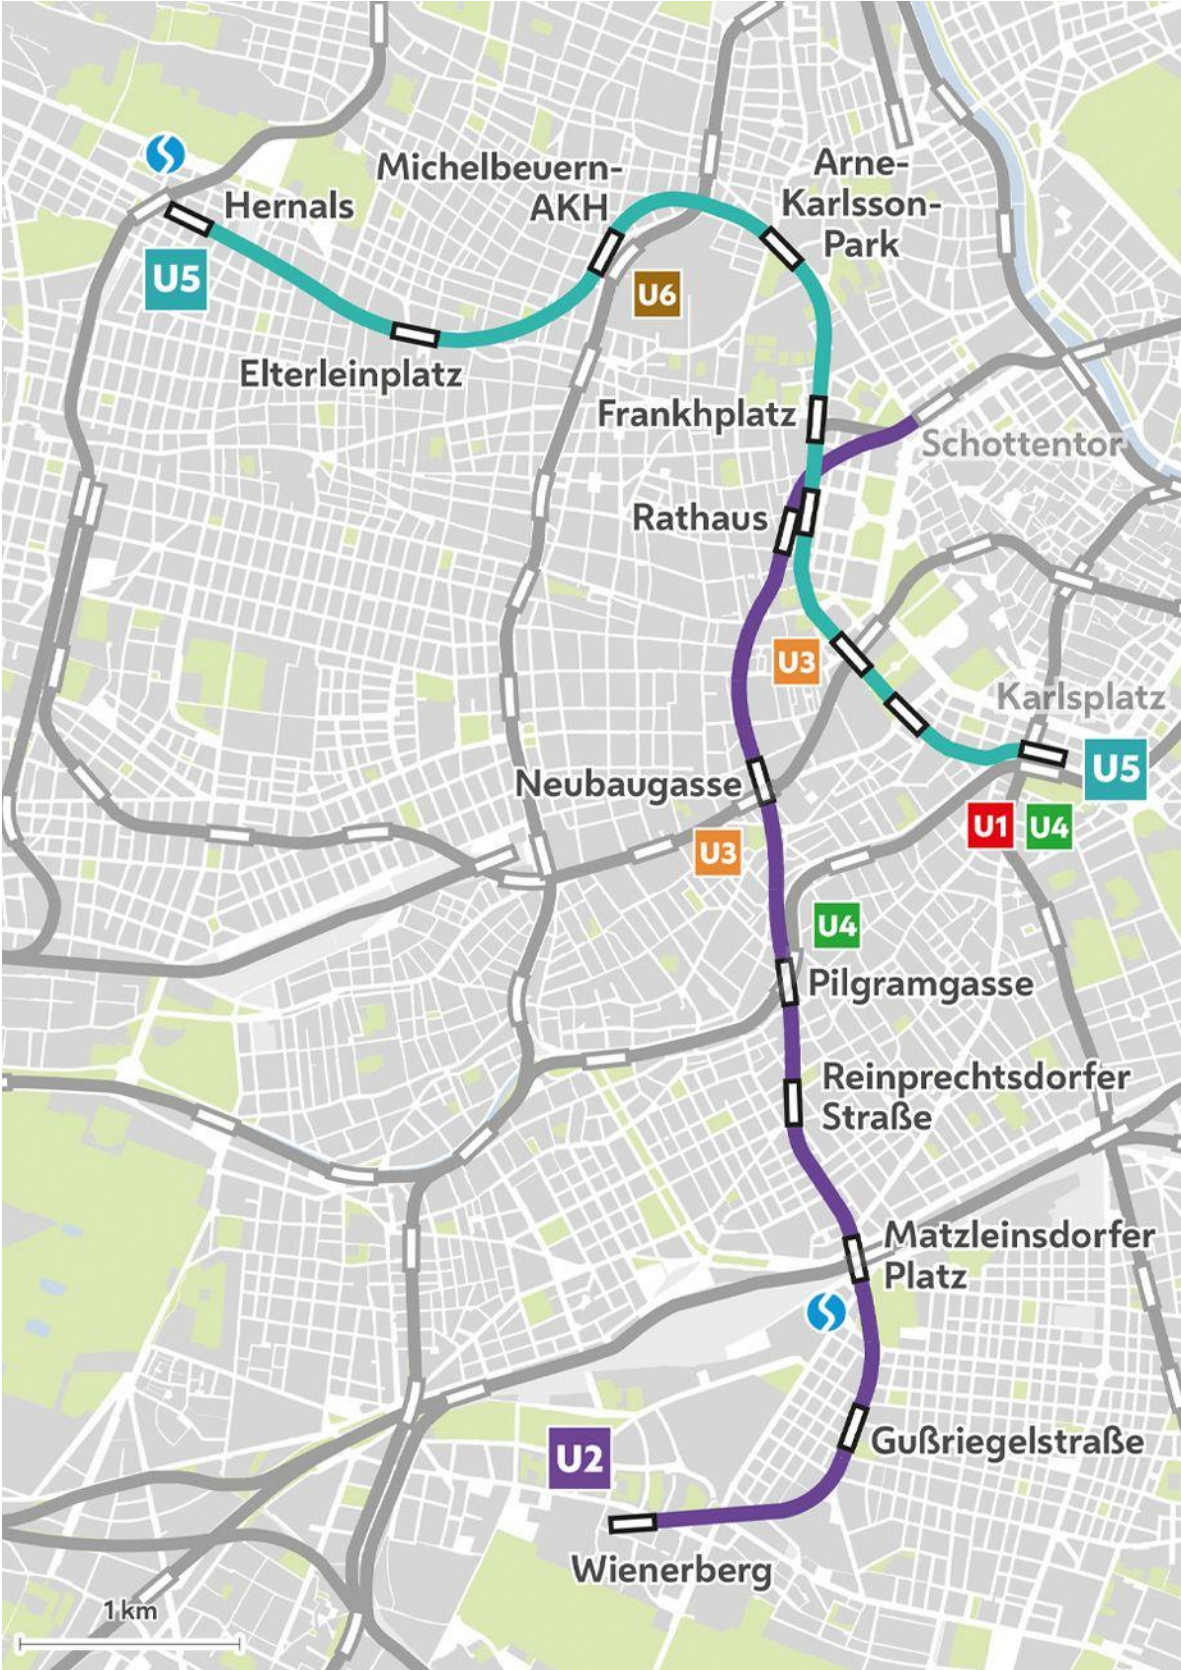 Michelbeuern-
AKH
Arne-
Karlsson-
Park
Hernals
U5
U6
Elterleinplatz
Frankhplatz
Schottentor
Rathaus
U3
Karlsplatz
U5
Neubaugasse
U1
U4
U3
U4
Pilgramgasse
Reinprechtsdorfer
Straße
Matzleinsdorfer
Platz
Gußriegelstraße
U2
Wienerberg
1 km